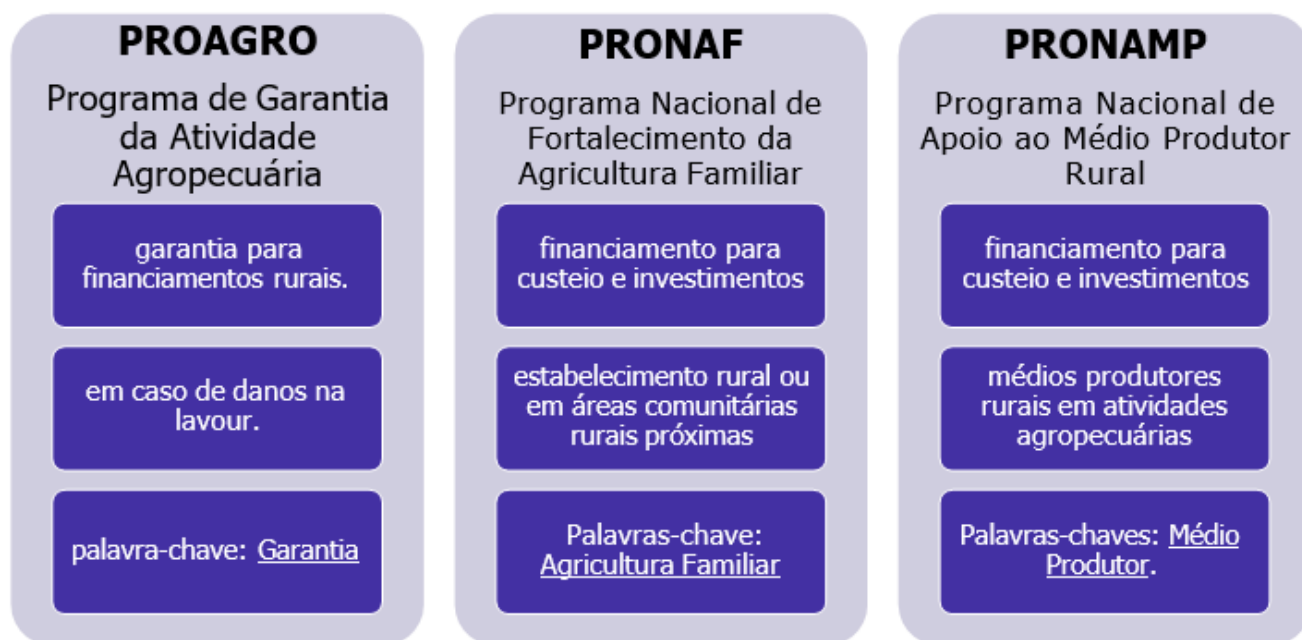 PROAGRO
Programa de Garantia
da Atividade
Agropecuária
garantia para
financiamentos rurais.
em caso de danos na
lavour.
palavra-chave: Garantia
PRONAF
Programa Nacional de
Fortalecimento da
Agricultura Familiar
financiamento para
custeio e investimentos
estabelecimento rural ou
em áreas comunitárias
rurais próximas
Palavras-chave:
Agricultura Familiar
PRONAMP
Programa Nacional de
Apoio ao Médio Produtor
Rural
financiamento para
custeio e investimentos
médios produtores
rurais em atividades
agropecuárias
Palavras-chaves: Médio
Produtor.